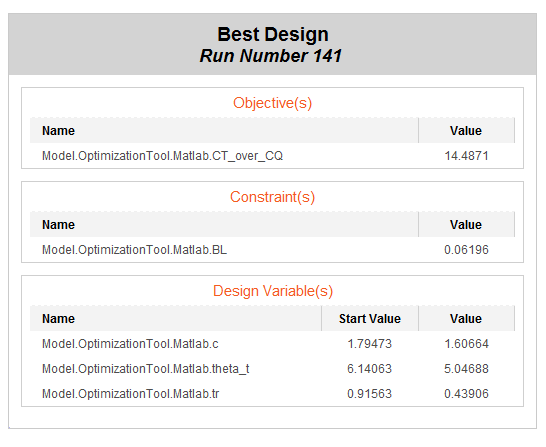 Best Design
Run Number 141
Objective(s)
Name Value
Model.OptimizationTool.Matlab.CT_over_CQ 14.4871
Constraint(s)
Name Value
Model.OptimizationTool.Matlab.BL 0.06196
Design Variable(s)
Name Start Value Value
Model.OptimizationTool.Matlab.c 1.79473 1.60664
Model.OptimizationTool.Matlab.theta_t 6.14063 5.04688
Model.OptimizationTool.Matlab.tr 0.91563 0.43906